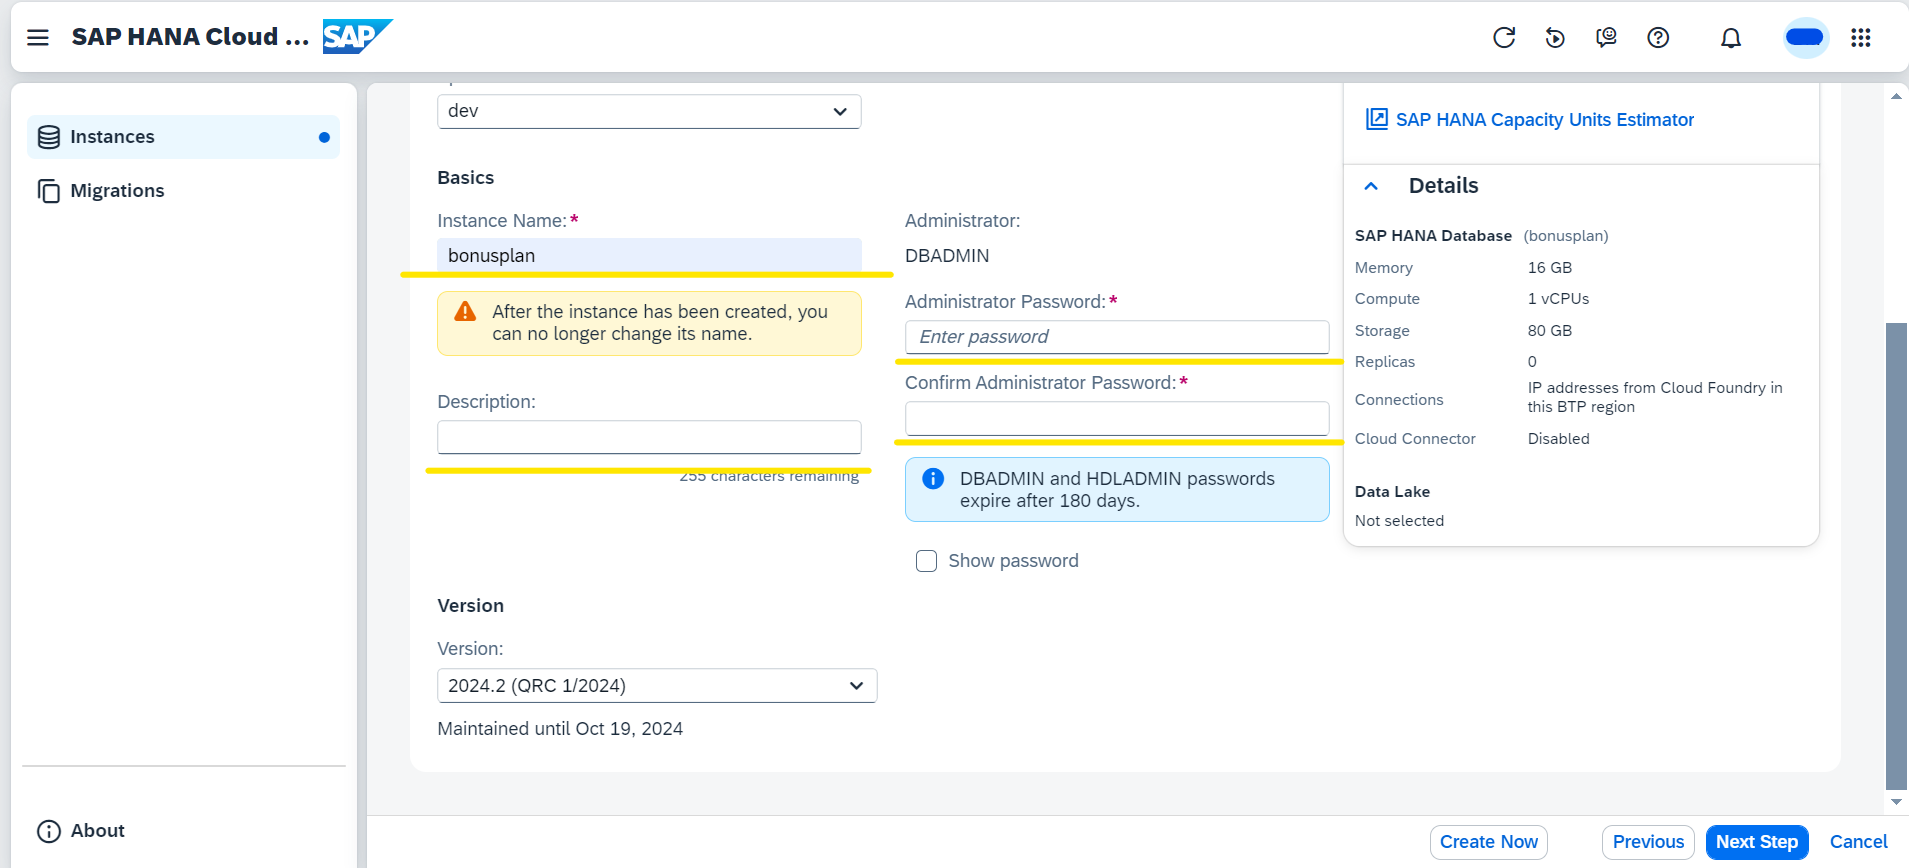 SAP HANA Cloud ...
SAP
Instances
Migrations
About
dev
Basics
Instance Name:*
bonusplan
After the instance has been created, you
can no longer change its name.
Description:
255 characters remaining
Administrator:
DBADMIN
Administrator Password:*
Enter password
Confirm Administrator Password:*
DBADMIN and HDLADMIN passwords
expire after 180 days.
Show password
Version
Version:
2024.2 (QRC 1/2024)
Maintained until Oct 19, 2024
SAP HANA Capacity Units Estimator
Details
SAP HANA Database (bonusplan)
Memory 16 GB
Compute 1 vCPUs
Storage 80 GB
Replicas 0
Connections IP addresses from Cloud Foundry in
this BTP region
Cloud Connector Disabled
Data Lake
Not selected
Create Now Previous Next Step Cancel